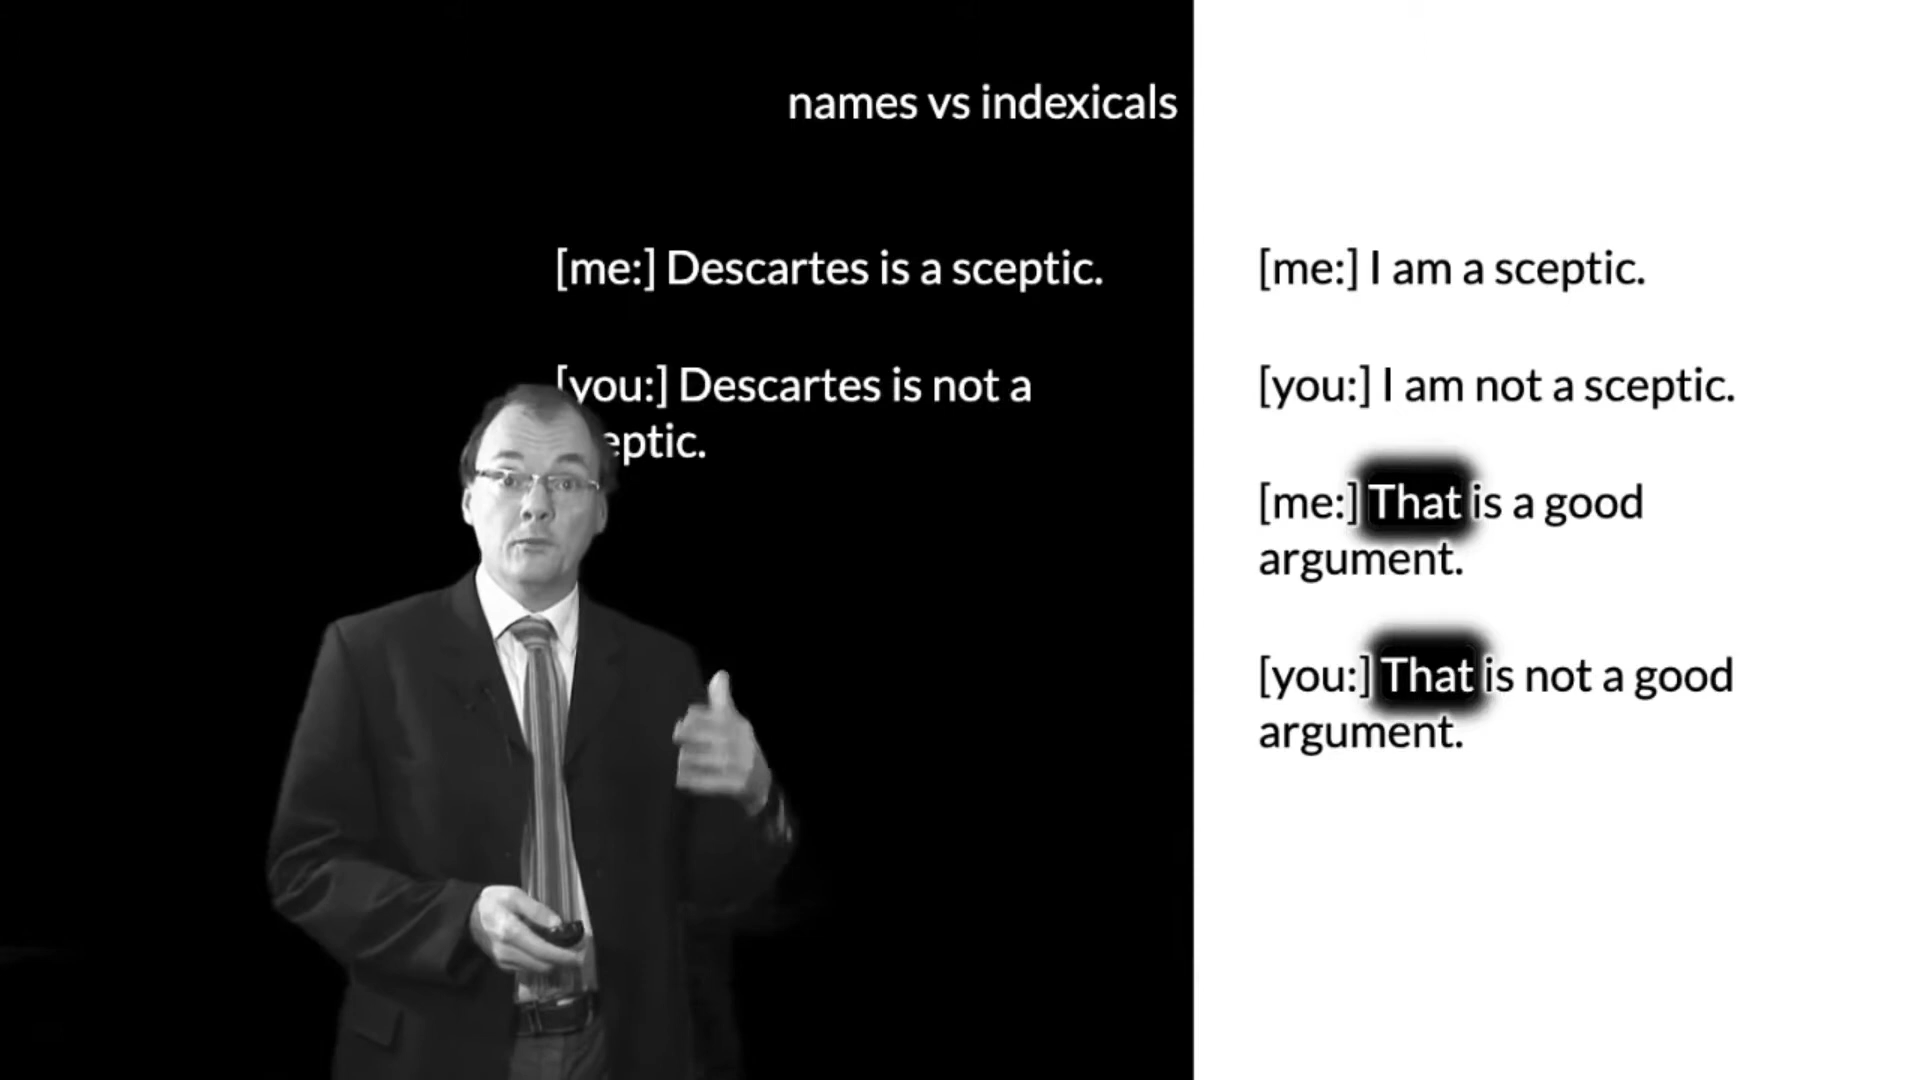 names vs indexicals
[me:] Descartes is a sceptic.
[you:] Descartes is not a
eptic.
[me:] I am a sceptic.
[you:] I am not a sceptic.
[me:] That is a good
argument.
[you:] That is not a good
argument.